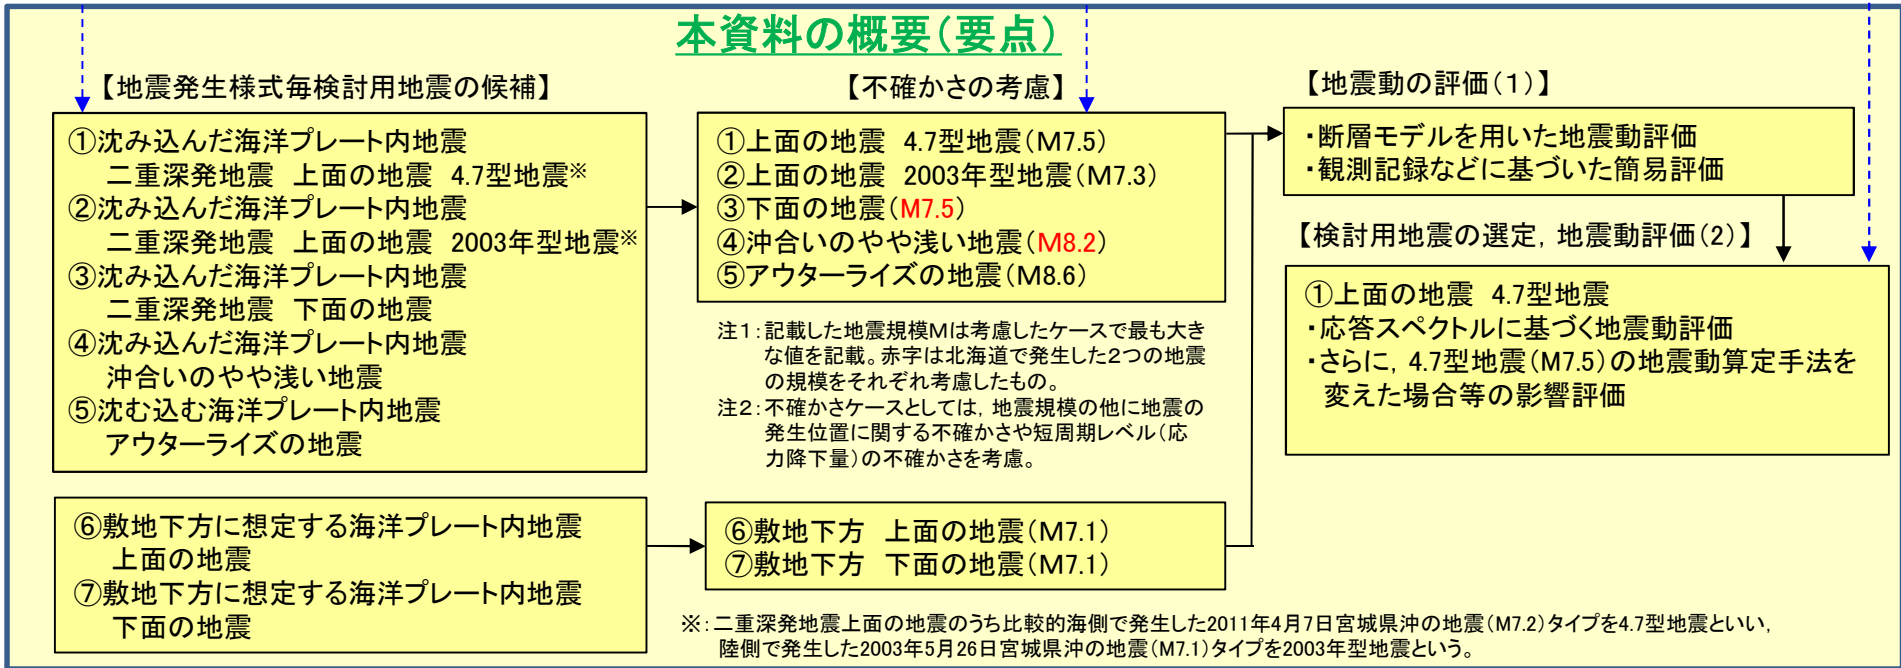 本資料の概要(要点)
【地震発生様式毎検討用地震の候補】
①沈み込んだ海洋プレート内地震
二重深発地震 上面の地震 4.7型地震※
②沈み込んだ海洋プレート内地震
二重深発地震 上面の地震 2003年型地震※
③沈み込んだ海洋プレート内地震
二重深発地震 下面の地震
④沈み込んだ海洋プレート内地震
沖合いのやや浅い地震
⑤沈む込む海洋プレート内地震
アウターライズの地震
⑥敷地下方に想定する海洋プレート内地震
上面の地震
⑦敷地下方に想定する海洋プレート内地震
下面の地震
【不確かさの考慮】
①上面の地震 4.7型地震(M7.5)
②上面の地震 2003年型地震(M7.3)
③下面の地震(M7.5)
④沖合いのやや浅い地震(M8.2)
⑤アウターライズの地震(M8.6)
注1:記載した地震規模Mは考慮したケースで最も大き
な値を記載。赤字は北海道で発生した2つの地震
の規模をそれぞれ考慮したもの。
注2:不確かさケースとしては,地震規模の他に地震の
発生位置に関する不確かさや短周期レベル(応
力降下量)の不確かさを考慮。
⑥敷地下方 上面の地震(M7.1)
⑦敷地下方 下面の地震(M7.1)
【地震動の評価(1)】
・断層モデルを用いた地震動評価
・観測記録などに基づいた簡易評価
【検討用地震の選定,地震動評価(2)】
①上面の地震 4.7型地震
・応答スペクトルに基づく地震動評価
・さらに,4.7型地震(M7.5)の地震動算定手法を
変えた場合等の影響評価
※:二重深発地震上面の地震のうち比較的海側で発生した2011年4月7日宮城県沖の地震(M7.2)タイプを4.7型地震といい,
陸側で発生した2003年5月26日宮城県沖の地震(M7.1)タイプを2003年型地震という。